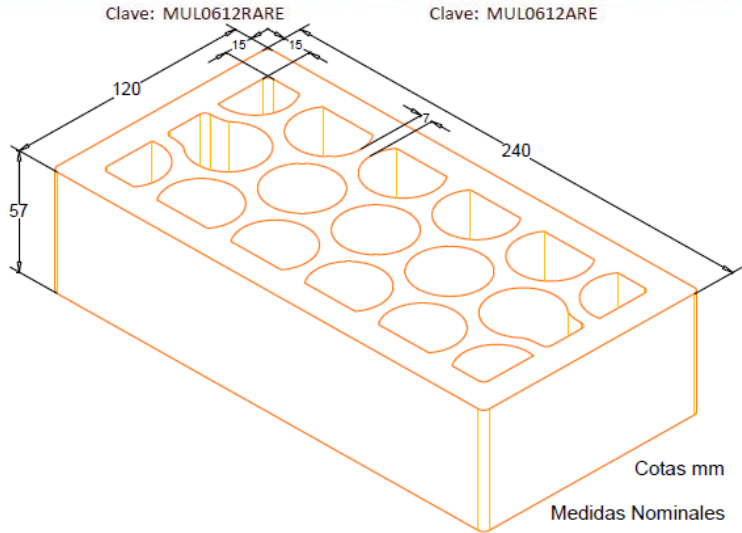 Clave: MUL0612RARE
Clave: MUL0612ARE
15
15
120
7
240
57
Cotas mm
Medidas Nominales